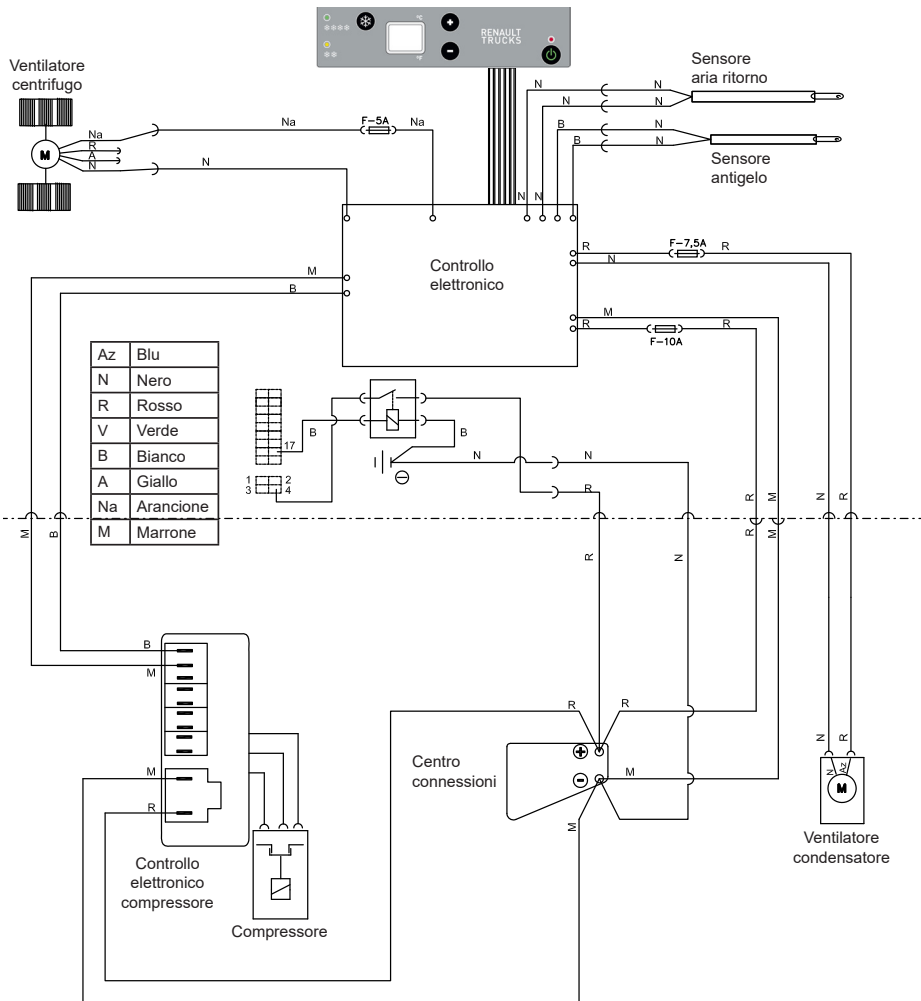 °C
°F
RENAULT
TRUCKS
Ventilatore
centrifugo
Na
R
A
N
M
Na
F-5A
Na
N
N
N
N
N
B
N
B
N
N
N
Sensore
aria ritorno
Sensore
antigelo
Controllo
elettronico
R
F-7,5A
R
N
M
R
F-10A
R
M
B
Az Blu
N Nero
R Rosso
V Verde
B Bianco
A Giallo
Na Arancione
M Marrone
17
1 2
3 4
B
B
N
N
R
R
M
N
R
M
B
R
M
R
N
B
M
M
R
R
R
Centro
connessioni
+
-
M
M
N
R
N
Az
M
Ventilatore
condensatore
Controllo
elettronico
compressore
Compressore